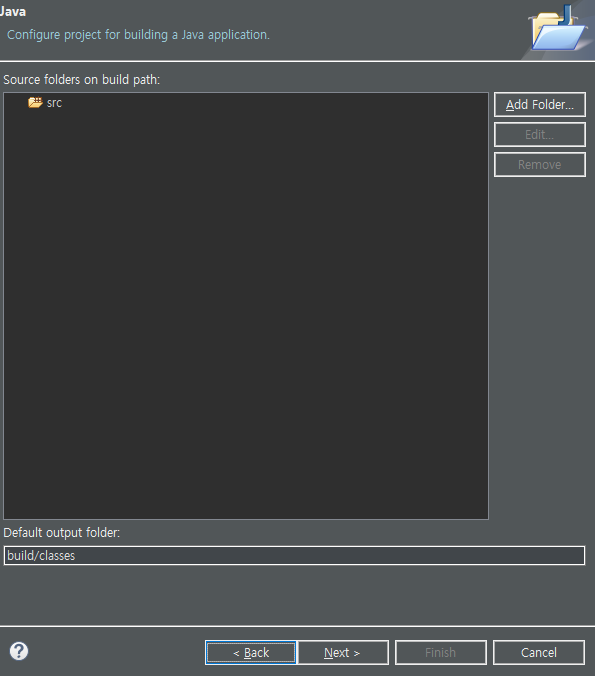 Java
Configure project for building a Java application.
Source folders on build path:
src
Add Folder...
Edit...
Remove
Default output folder:
build/classes
?
< Back
Next >
Finish
Cancel